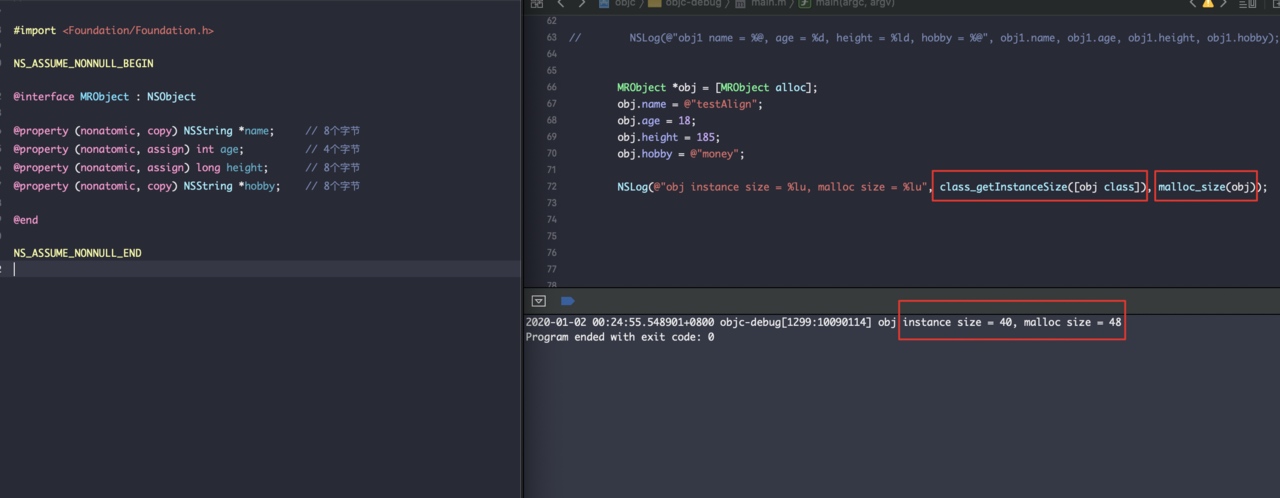 #import <Foundation/Foundation.h>
NS_ASSUME_NONNULL_BEGIN
@interface MRObject : NSObject
@property (nonatomic, copy) NSString *name;     // 8个字节
@property (nonatomic, assign) int age;          // 4个字节
@property (nonatomic, assign) long height;      // 8个字节
@property (nonatomic, copy) NSString *hobby;    // 8个字节
@end
NS_ASSUME_NONNULL_END
objc objc-debug main.m main(argc, argv)
62
63 //       NSLog(@"obj1 name = %@, age = %d, height = %ld, hobby = %@", obj1.name, obj1.age, obj1.height, obj1.hobby);
64
65
66 MRObject *obj = [MRObject alloc];
67 obj.name = @"testAlign";
68 obj.age = 18;
69 obj.height = 185;
70 obj.hobby = @"money";
71
72 NSLog(@"obj instance size = %lu, malloc size = %lu", class_getInstanceSize([obj class]), malloc_size(obj));
73
74
75
76
77
78
2020-01-02 00:24:55.548901+0800 objc-debug[1299:10090114] obj instance size = 40, malloc size = 48
Program ended with exit code: 0